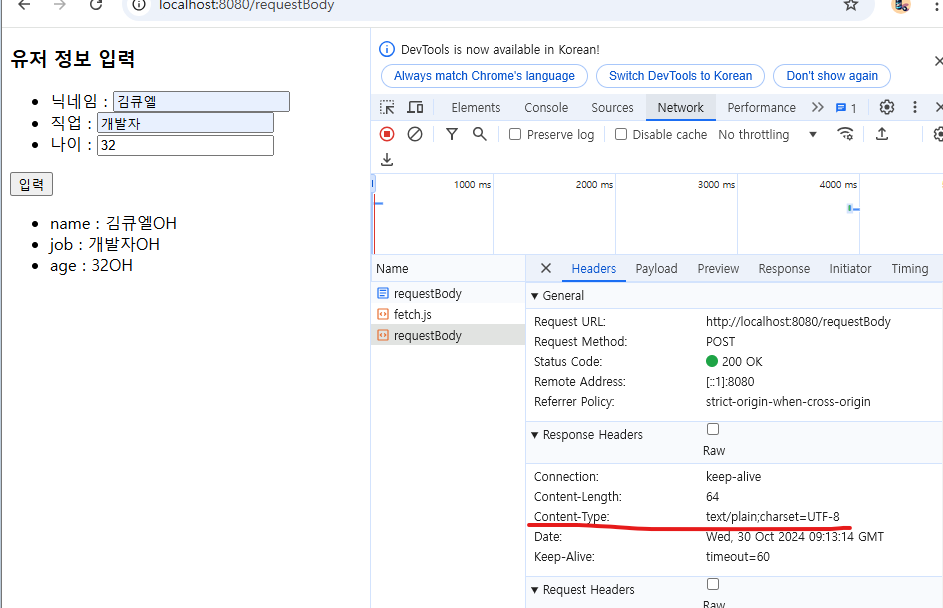 localhost:8080/requestBody
유저 정보 입력
• 닉네임 : 김큐엘
• 직업 : 개발자
• 나이 : 32
입력
• name : 김큐엘OH
• job : 개발자OH
• age : 32OH
DevTools is now available in Korean!
Always match Chrome's language Switch DevTools to Korean Don't show again
Elements Console Sources Network Performance 1
Preserve log Disable cache No throttling
1000 ms 2000 ms 3000 ms 4000 ms
Name
requestBody
fetch.js
requestBody
Headers Payload Preview Response Initiator Timing
▼ General
Request URL: http://localhost:8080/requestBody
Request Method: POST
Status Code: 200 OK
Remote Address: [::1]:8080
Referrer Policy: strict-origin-when-cross-origin
▼ Response Headers
Raw
Connection: keep-alive
Content-Length: 64
Content-Type: text/plain;charset=UTF-8
Date: Wed, 30 Oct 2024 09:13:14 GMT
Keep-Alive: timeout=60
▼ Request Headers
Raw